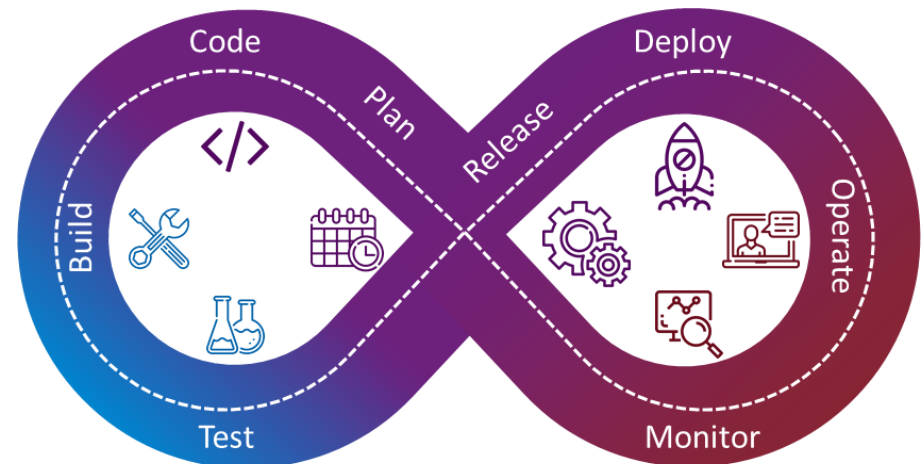 Code
Deploy
Plan
Release
Build
Operate
Test
Monitor